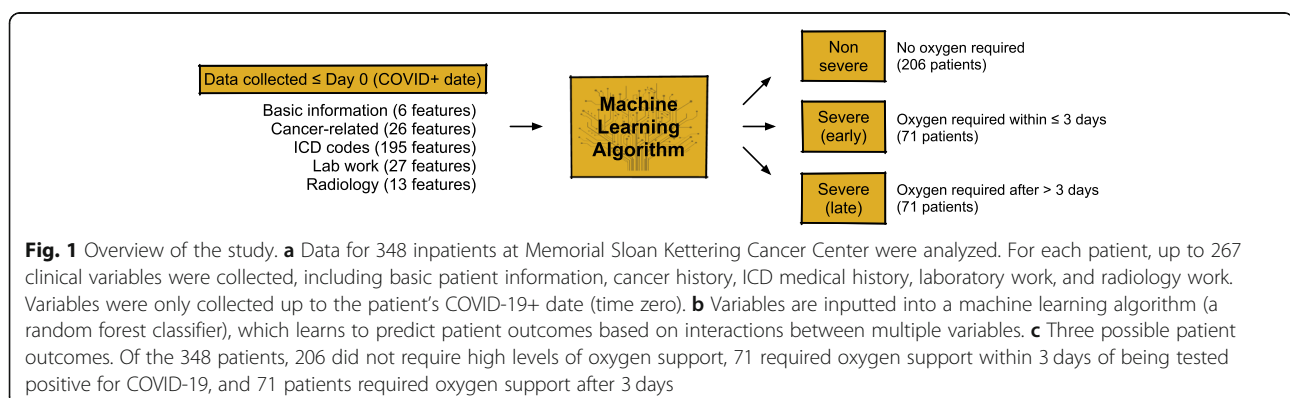 Data collected ≤ Day 0 (COVID+ date)
Basic information (6 features)
Cancer-related (26 features)
ICD codes (195 features)
Lab work (27 features)
Radiology (13 features)
Machine
Learning
Algorithm
Non
severe
No oxygen required
(206 patients)
Severe
(early)
Oxygen required within ≤ 3 days
(71 patients)
Severe
(late)
Oxygen required after > 3 days
(71 patients)
Fig. 1 Overview of the study. a Data for 348 inpatients at Memorial Sloan Kettering Cancer Center were analyzed. For each patient, up to 267
clinical variables were collected, including basic patient information, cancer history, ICD medical history, laboratory work, and radiology work.
Variables were only collected up to the patient's COVID-19+ date (time zero). b Variables are inputted into a machine learning algorithm (a
random forest classifier), which learns to predict patient outcomes based on interactions between multiple variables. c Three possible patient
outcomes. Of the 348 patients, 206 did not require high levels of oxygen support, 71 required oxygen support within 3 days of being tested
positive for COVID-19, and 71 patients required oxygen support after 3 days